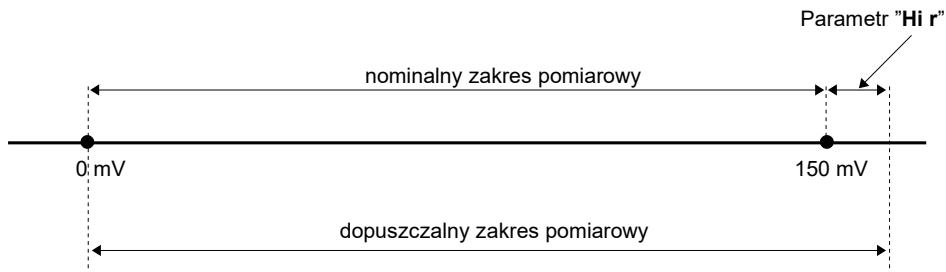 Parametr ”Hi r”
nominalny zakres pomiarowy
0 mV
150 mV
dopuszczalny zakres pomiarowy